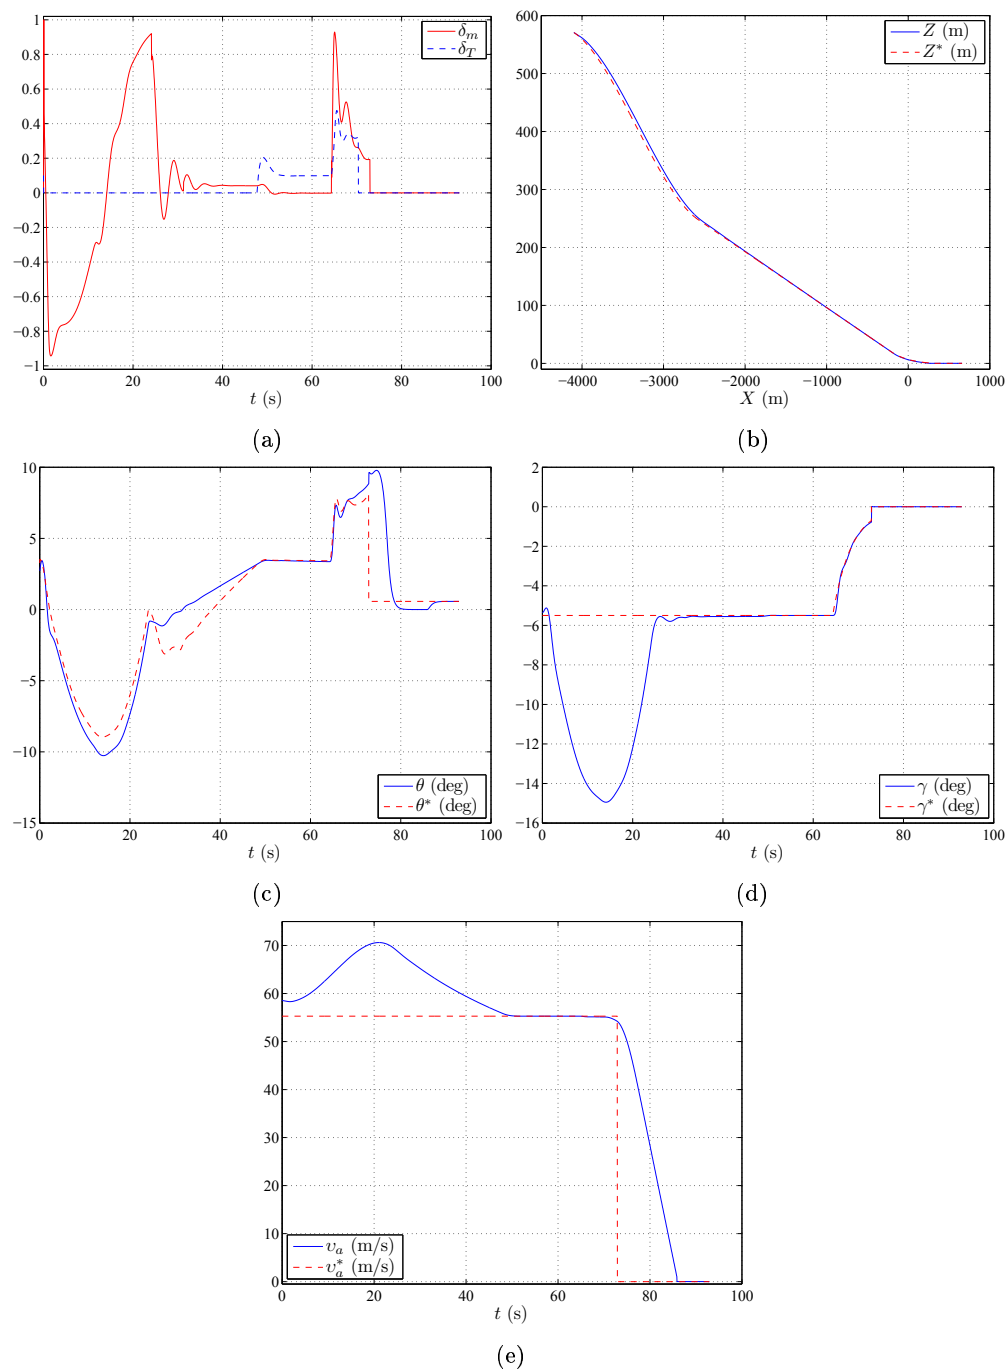 1
0.8
0.6
0.4
0.2
0
−0.2
−0.4
−0.6
−0.8
−1
0 20 40 60 80 100
t (s)
δm
δT
(a)
600
500
400
300
200
100
0
−4000 −3000 −2000 −1000 0 1000
X (m)
Z (m)
Z* (m)
(b)
10
5
0
−5
−10
−15
0 20 40 60 80 100
t (s)
θ (deg)
θ* (deg)
(c)
2
0
−2
−4
−6
−8
−10
−12
−14
−16
0 20 40 60 80 100
t (s)
γ (deg)
γ* (deg)
(d)
70
60
50
40
30
20
10
0
0 20 40 60 80 100
t (s)
υa (m/s)
υa* (m/s)
(e)